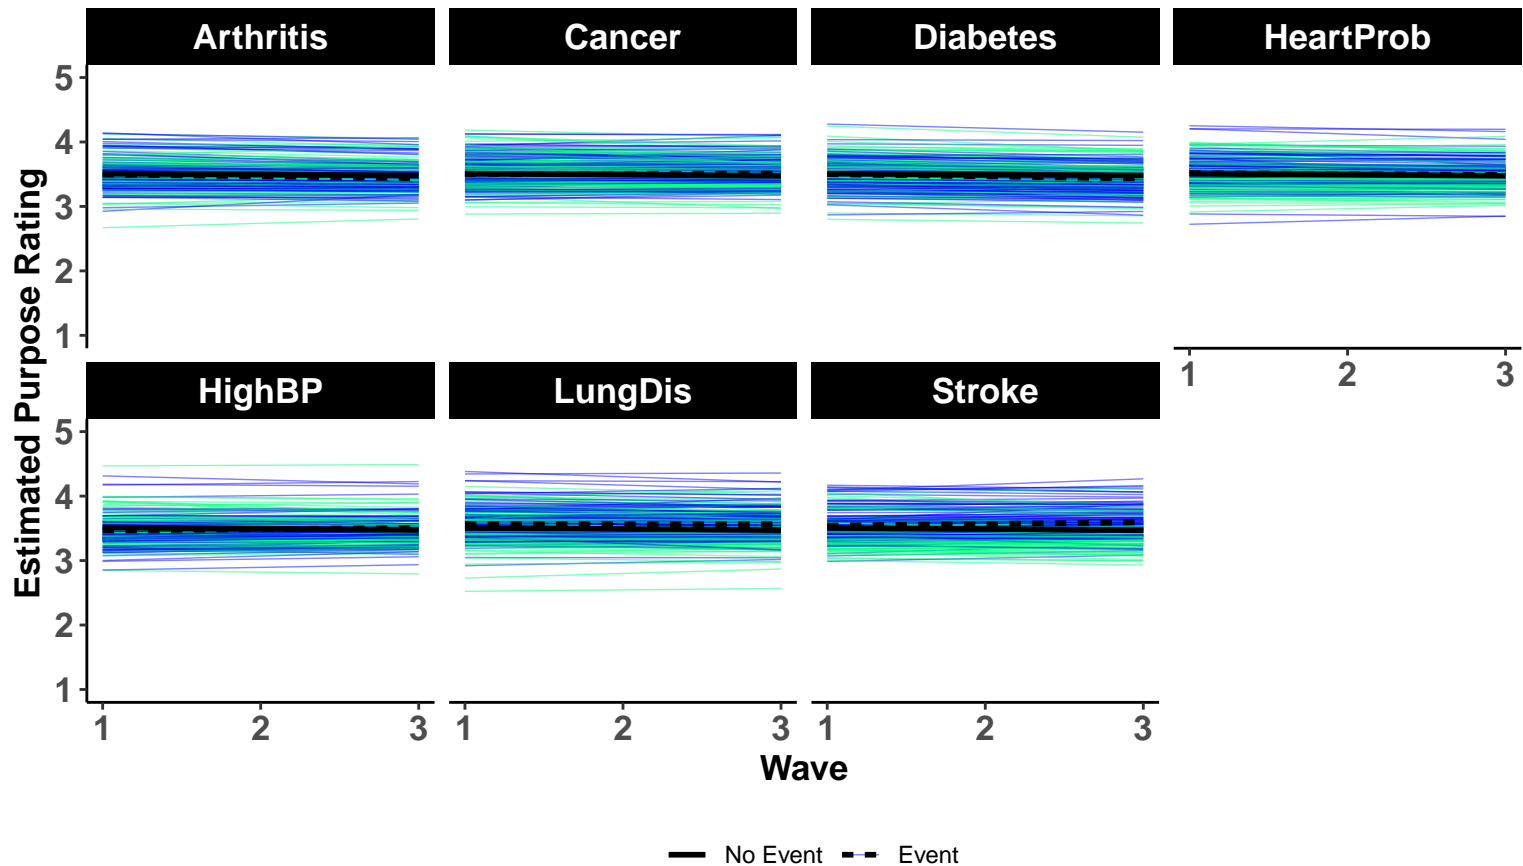 Arthritis Cancer Diabetes HeartProb
5
4
3
2
1
1 2 3
HighBP LungDis Stroke
5
4
3
2
1
1 2 3 1 2 3 1 2 3
Estimated Purpose Rating
Wave
No Event Event